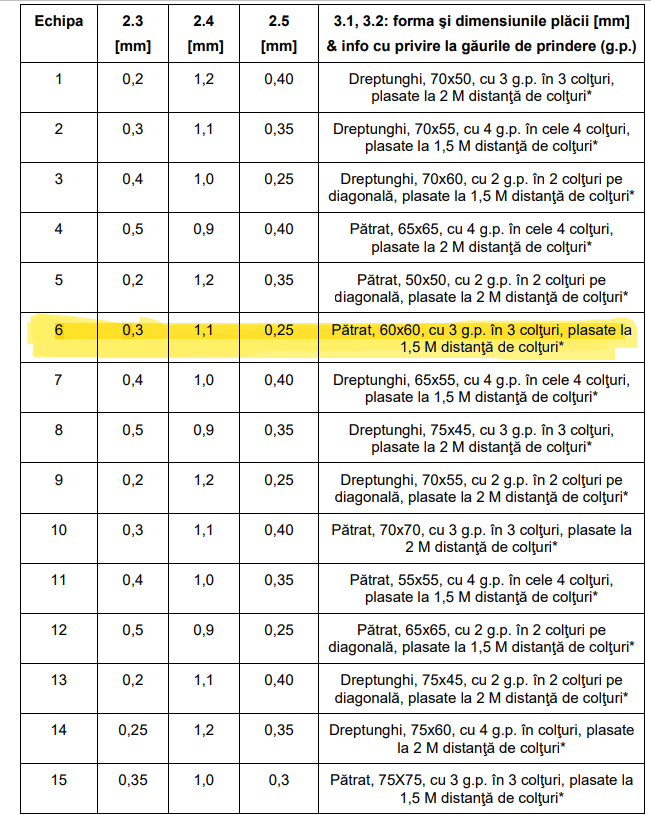 Echipa 2.3 2.4 2.5 3.1, 3.2: forma şi dimensiunile plăcii [mm]
[mm] [mm] [mm] & info cu privire la găurile de prindere (g.p.)
1 0,2 1,2 0,40 Dreptunghi, 70x50, cu 3 g.p. în 3 colţuri,
plasate la 2 M distanţă de colţuri*
2 0,3 1,1 0,35 Dreptunghi, 70x55, cu 4 g.p. în cele 4 colţuri,
plasate la 1,5 M distanţă de colţuri*
3 0,4 1,0 0,25 Dreptunghi, 70x60, cu 2 g.p. în 2 colţuri pe
diagonală, plasate la 1,5 M distanţă de colţuri*
4 0,5 0,9 0,40 Pătrat, 65x65, cu 4 g.p. în cele 4 colţuri,
plasate la 2 M distanţă de colţuri*
5 0,2 1,2 0,35 Pătrat, 50x50, cu 2 g.p. în 2 colţuri pe
diagonală, plasate la 2 M distanţă de colţuri*
6 0,3 1,1 0,25 Pătrat, 60x60, cu 3 g.p. în 3 colţuri, plasate la
1,5 M distanţă de colţuri*
7 0,4 1,0 0,40 Dreptunghi, 65x55, cu 4 g.p. în cele 4 colţuri,
plasate la 1,5 M distanţă de colţuri*
8 0,5 0,9 0,35 Dreptunghi, 75x45, cu 3 g.p. în 3 colţuri,
plasate la 2 M distanţă de colţuri*
9 0,2 1,2 0,25 Dreptunghi, 70x55, cu 2 g.p. în 2 colţuri pe
diagonală, plasate la 2 M distanţă de colţuri*
10 0,3 1,1 0,40 Pătrat, 70x70, cu 3 g.p. în 3 colţuri, plasate la
2 M distanţă de colţuri*
11 0,4 1,0 0,35 Pătrat, 55x55, cu 4 g.p. în cele 4 colţuri,
plasate la 1,5 M distanţă de colţuri*
12 0,5 0,9 0,25 Pătrat, 65x65, cu 2 g.p. în 2 colţuri pe
diagonală, plasate la 1,5 M distanţă de colţuri*
13 0,2 1,1 0,40 Dreptunghi, 75x45, cu 2 g.p. în 2 colţuri pe
diagonală, plasate la 2 M distanţă de colţuri*
14 0,25 1,2 0,35 Dreptunghi, 75x60, cu 4 g.p. în colţuri, plasate
la 2 M distanţă de colţuri*
15 0,35 1,0 0,3 Pătrat, 75X75, cu 3 g.p. în 3 colţuri, plasate la
1,5 M distanţă de colţuri*